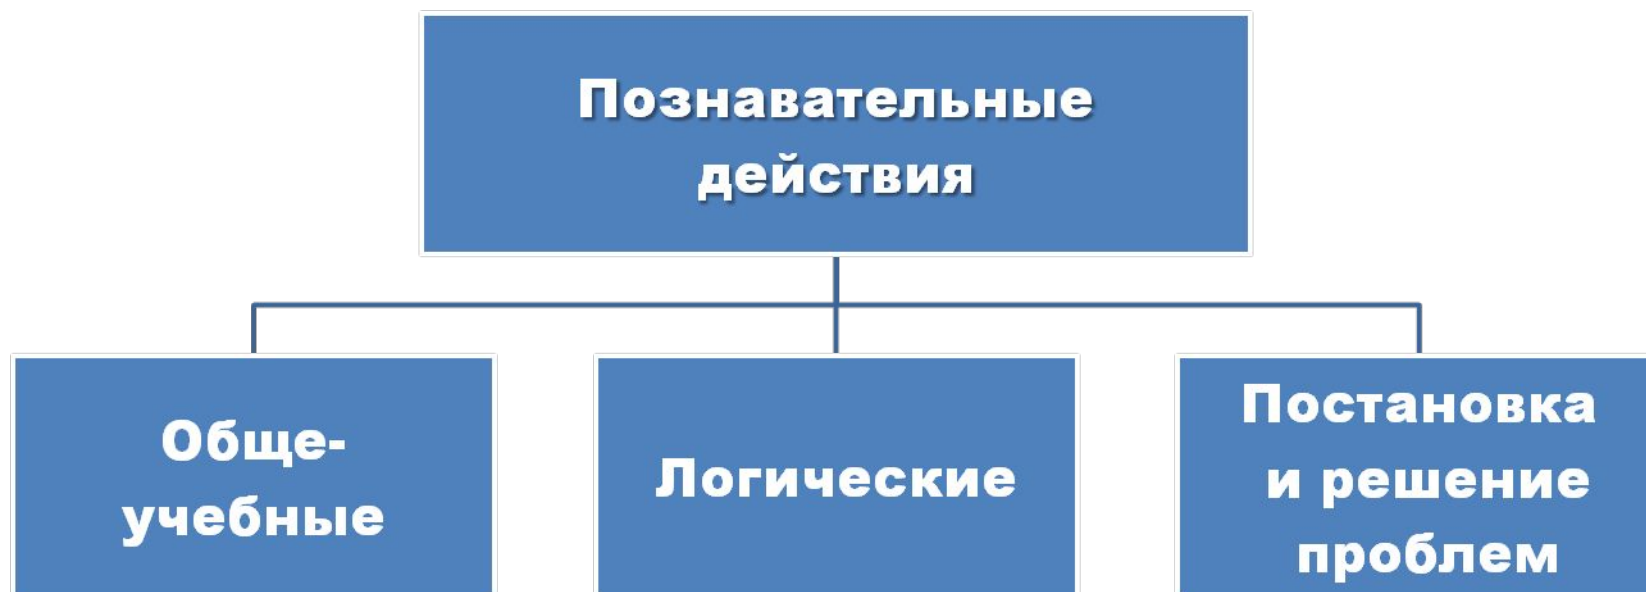 Познавательные
действия
Обще-
учебные
Логические
Постановка
и решение
проблем